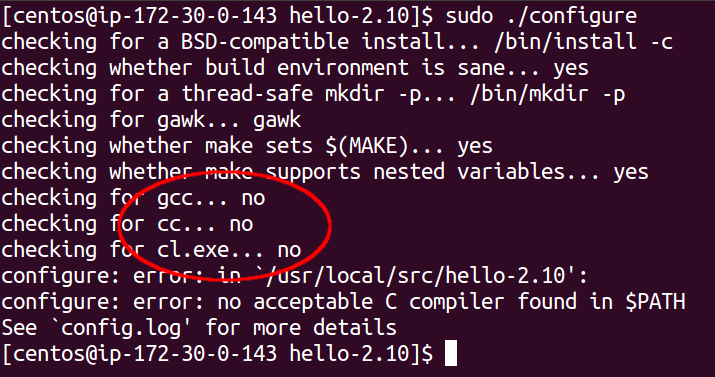 [centos@ip-172-30-0-143 hello-2.10]$ sudo ./configure
checking for a BSD-compatible install... /bin/install -c
checking whether build environment is sane... yes
checking for a thread-safe mkdir -p... /bin/mkdir -p
checking for gawk... gawk
checking whether make sets $(MAKE)... yes
checking whether make supports nested variables... yes
checking for gcc... no
checking for cc... no
checking for cl.exe... no
configure: error: in `/usr/local/src/hello-2.10':
configure: error: no acceptable C compiler found in $PATH
See `config.log' for more details
[centos@ip-172-30-0-143 hello-2.10]$